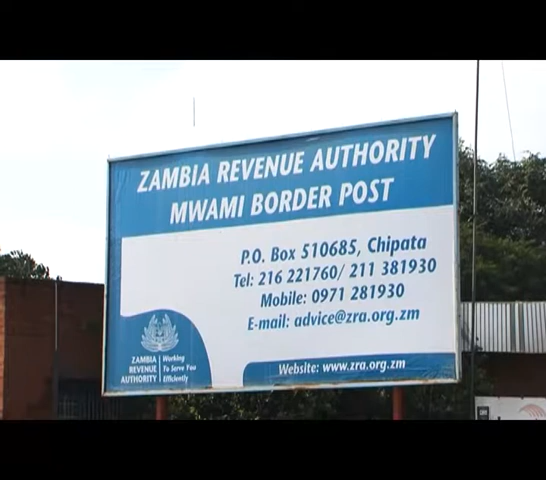 ZAMBIA REVENUE AUTHORITY
MWAMI BORDER POST
P.O. Box 510685, Chipata
Tel: 216 221760/ 211 381930
Mobile: 0971 281930
E-mail: advice@zra.org.zm
ZAMBIA
REVENUE
AUTHORITY
Working
To Serve You
Efficiently
Website: www.zra.org.zm